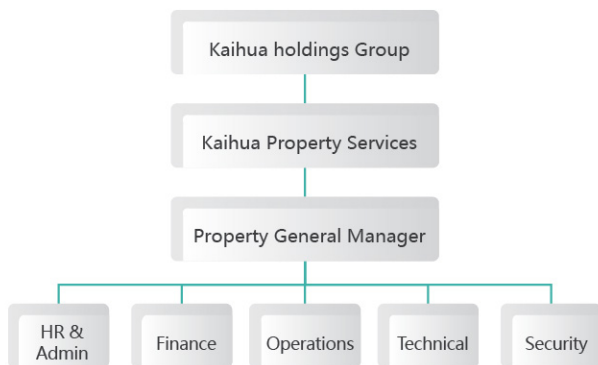 Kaihua holdings Group
Kaihua Property Services
Property General Manager
HR &
Admin
Finance
Operations
Technical
Security